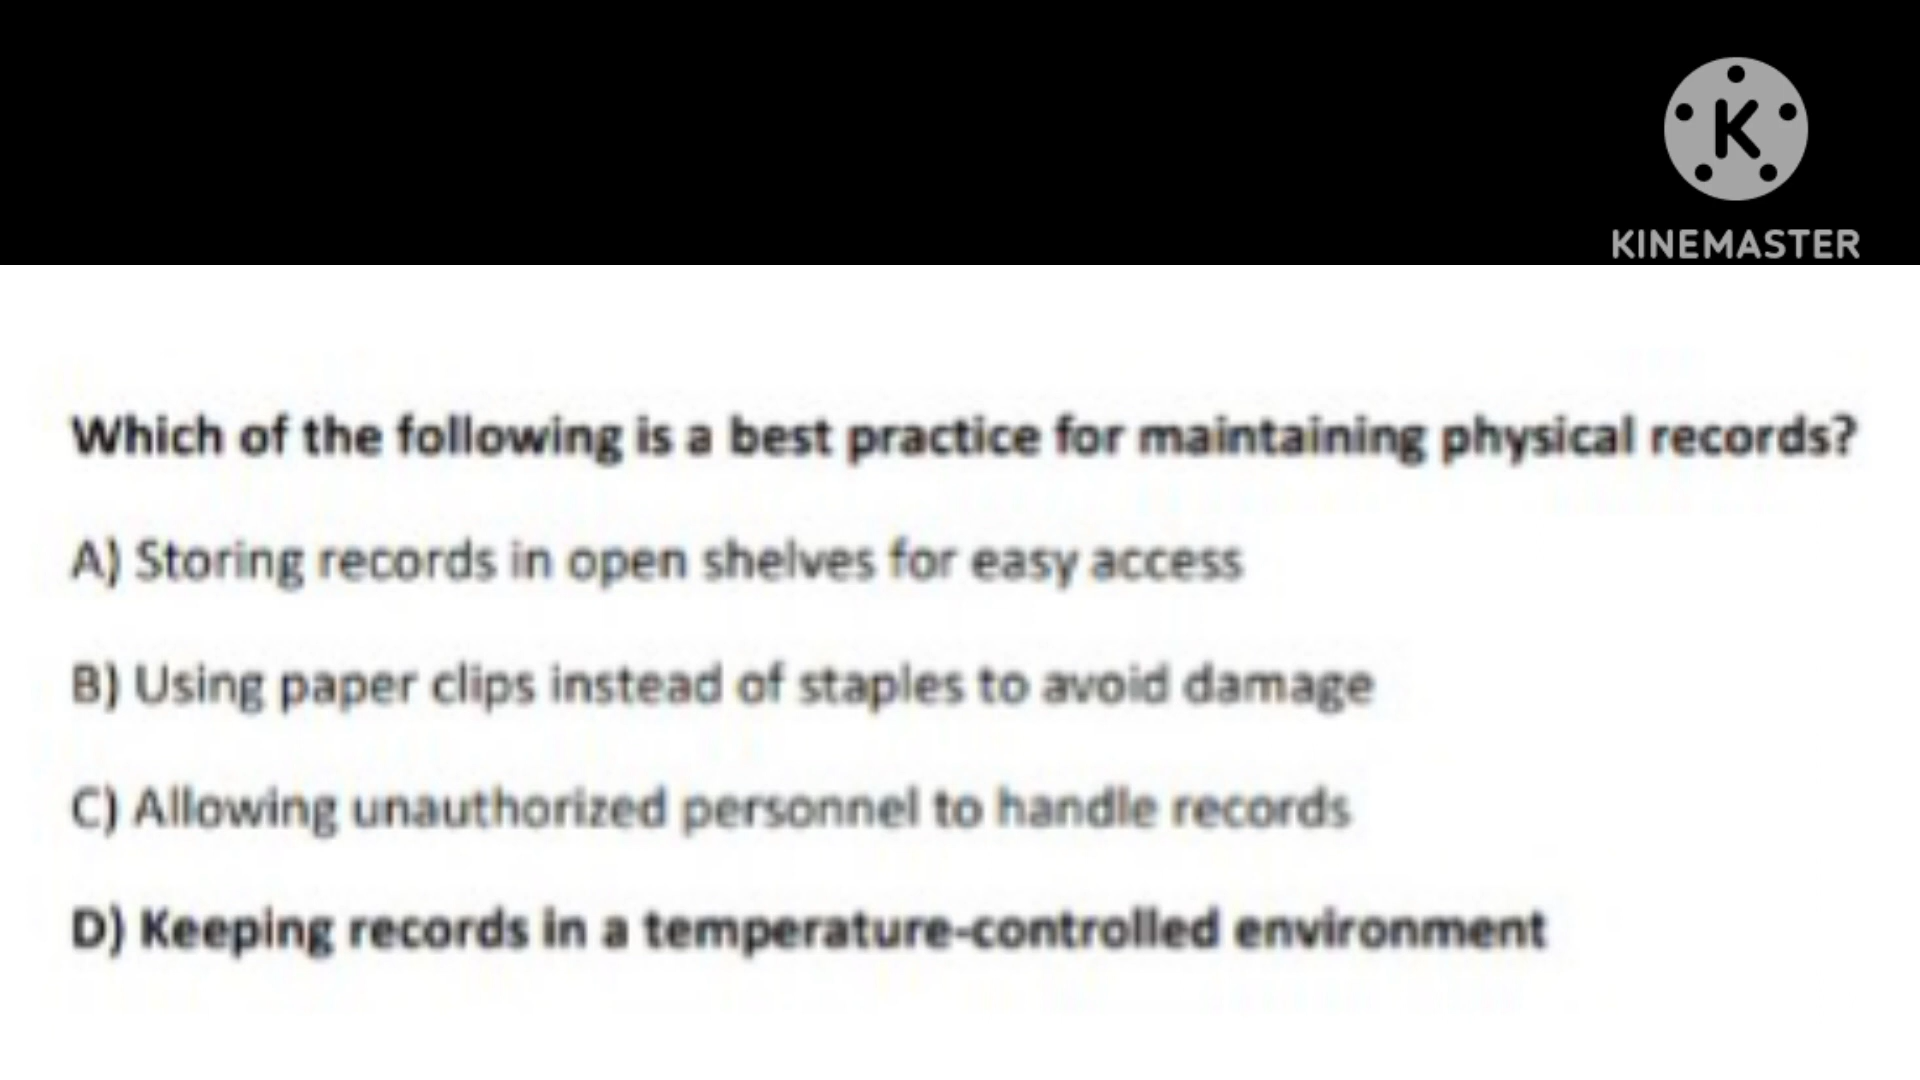 K
KINEMASTER
Which of the following is a best practice for maintaining physical records?
A) Storing records in open shelves for easy access
B) Using paper clips instead of staples to avoid damage
C) Allowing unauthorized personnel to handle records
D) Keeping records in a temperature-controlled environment